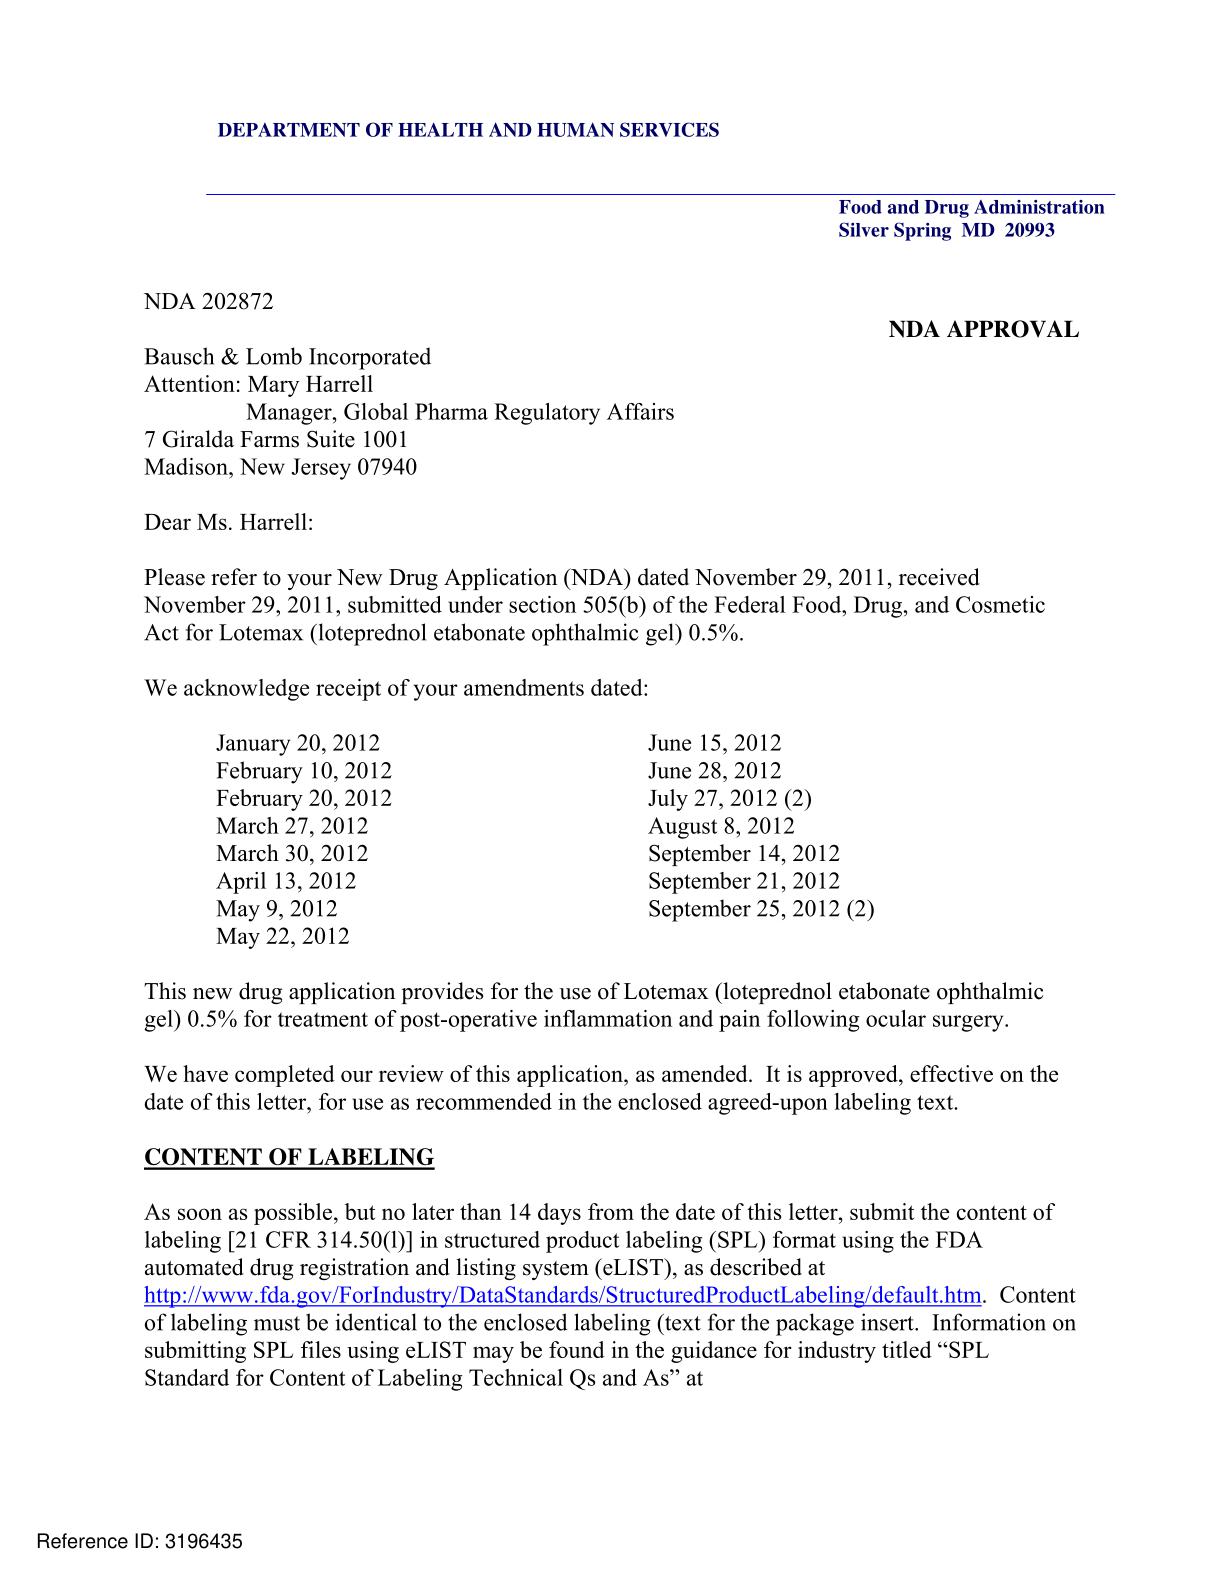 DEPARTMENT OF HEALTH AND HUMAN SERVICES
Food and Drug Administration
Silver Spring MD 20993
NDA 202872
NDA APPROVAL
Bausch & Lomb Incorporated
Attention: Mary Harrell
Manager, Global Pharma Regulatory Affairs
7 Giralda Farms Suite 1001
Madison, New Jersey 07940
Dear Ms. Harrell:
Please refer to your New Drug Application (NDA) dated November 29, 2011, received
November 29, 2011, submitted under section 505(b) of the Federal Food, Drug, and Cosmetic
Act for Lotemax (loteprednol etabonate ophthalmic gel) 0.5%.
We acknowledge receipt of your amendments dated:
January 20, 2012
February 10, 2012
February 20, 2012
March 27, 2012
March 30, 2012
April 13, 2012
May 9, 2012
May 22, 2012
June 15, 2012
June 28, 2012
July 27, 2012 (2)
August 8, 2012
September 14, 2012
September 21, 2012
September 25, 2012 (2)
This new drug application provides for the use of Lotemax (loteprednol etabonate ophthalmic
gel) 0.5% for treatment of post-operative inflammation and pain following ocular surgery.
We have completed our review of this application, as amended. It is approved, effective on the
date of this letter, for use as recommended in the enclosed agreed-upon labeling text.
CONTENT OF LABELING
As soon as possible, but no later than 14 days from the date of this letter, submit the content of
labeling [21 CFR 314.50(l)] in structured product labeling (SPL) format using the FDA
automated drug registration and listing system (eLIST), as described at
http://www.fda.gov/ForIndustry/DataStandards/StructuredProductLabeling/default.htm. Content
of labeling must be identical to the enclosed labeling (text for the package insert. Information on
submitting SPL files using eLIST may be found in the guidance for industry titled “SPL
Standard for Content of Labeling Technical Qs and As” at
Reference ID: 3196435